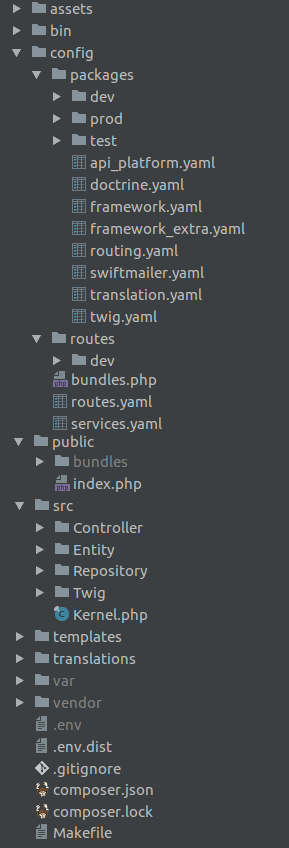 assets
bin
config
packages
dev
prod
test
api_platform.yaml
doctrine.yaml
framework.yaml
framework_extra.yaml
routing.yaml
swiftmailer.yaml
translation.yaml
twig.yaml
routes
dev
php bundles.php
routes.yaml
services.yaml
public
bundles
php index.php
src
Controller
Entity
Repository
Twig
C Kernel.php
templates
translations
var
vendor
.env
.env.dist
.gitignore
composer.json
composer.lock
Makefile